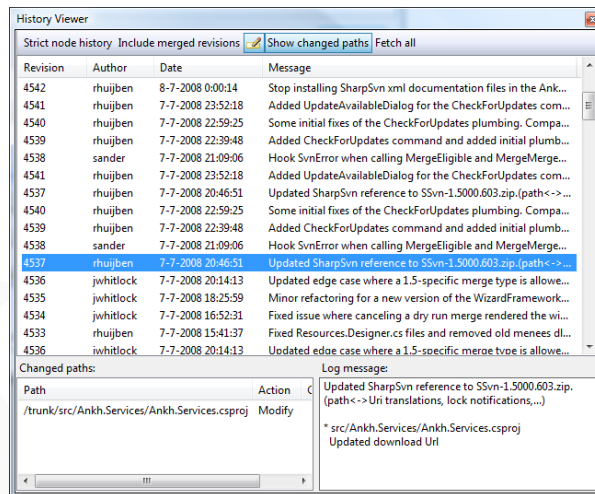 History Viewer
Strict node history Include merged revisions Show changed paths Fetch all
Revision Author Date Message
4542 rhuijben 8-7-2008 0:00:14 Stop installing SharpSvn xml documentation files in the Ank...
4541 rhuijben 7-7-2008 23:52:18 Added UpdateAvailableDialog for the CheckForUpdates com...
4540 rhuijben 7-7-2008 22:59:25 Some initial fixes of the CheckForUpdates plumbing. Compa...
4539 rhuijben 7-7-2008 22:39:48 Added CheckForUpdates command and added initial plumb...
4538 sander 7-7-2008 21:09:06 Hook SvnError when calling MergeEligible and MergeMerge...
4541 rhuijben 7-7-2008 23:52:18 Added UpdateAvailableDialog for the CheckForUpdates com...
4537 rhuijben 7-7-2008 20:46:51 Updated SharpSvn reference to SSvn-1.5000.603.zip.(path<->...
4540 rhuijben 7-7-2008 22:59:25 Some initial fixes of the CheckForUpdates plumbing. Compa...
4539 rhuijben 7-7-2008 22:39:48 Added CheckForUpdates command and added initial plumb...
4538 sander 7-7-2008 21:09:06 Hook SvnError when calling MergeEligible and MergeMerge...
4537 rhuijben 7-7-2008 20:46:51 Updated SharpSvn reference to SSvn-1.5000.603.zip.(path<->...
4536 jwhitlock 7-7-2008 20:14:13 Updated edge case where a 1.5-specific merge type is allowe...
4535 jwhitlock 7-7-2008 18:25:59 Minor refactoring for a new version of the WizardFramework...
4534 jwhitlock 7-7-2008 16:52:31 Fixed issue where canceling a dry run merge rendered the wi...
4533 rhuijben 7-7-2008 15:41:37 Fixed Resources.Designer.cs files and removed old menees dl...
4536 jwhitlock 7-7-2008 20:14:13 Updated edge case where a 1.5-specific merge type is allowe...
Changed paths: Log message:
Path Action C
/trunk/src/Ankh.Services/Ankh.Services.csproj Modify
Updated SharpSvn reference to SSvn-1.5000.603.zip.
(path<->Uri translations, lock notifications,...)
* src/Ankh.Services/Ankh.Services.csproj
Updated download Url